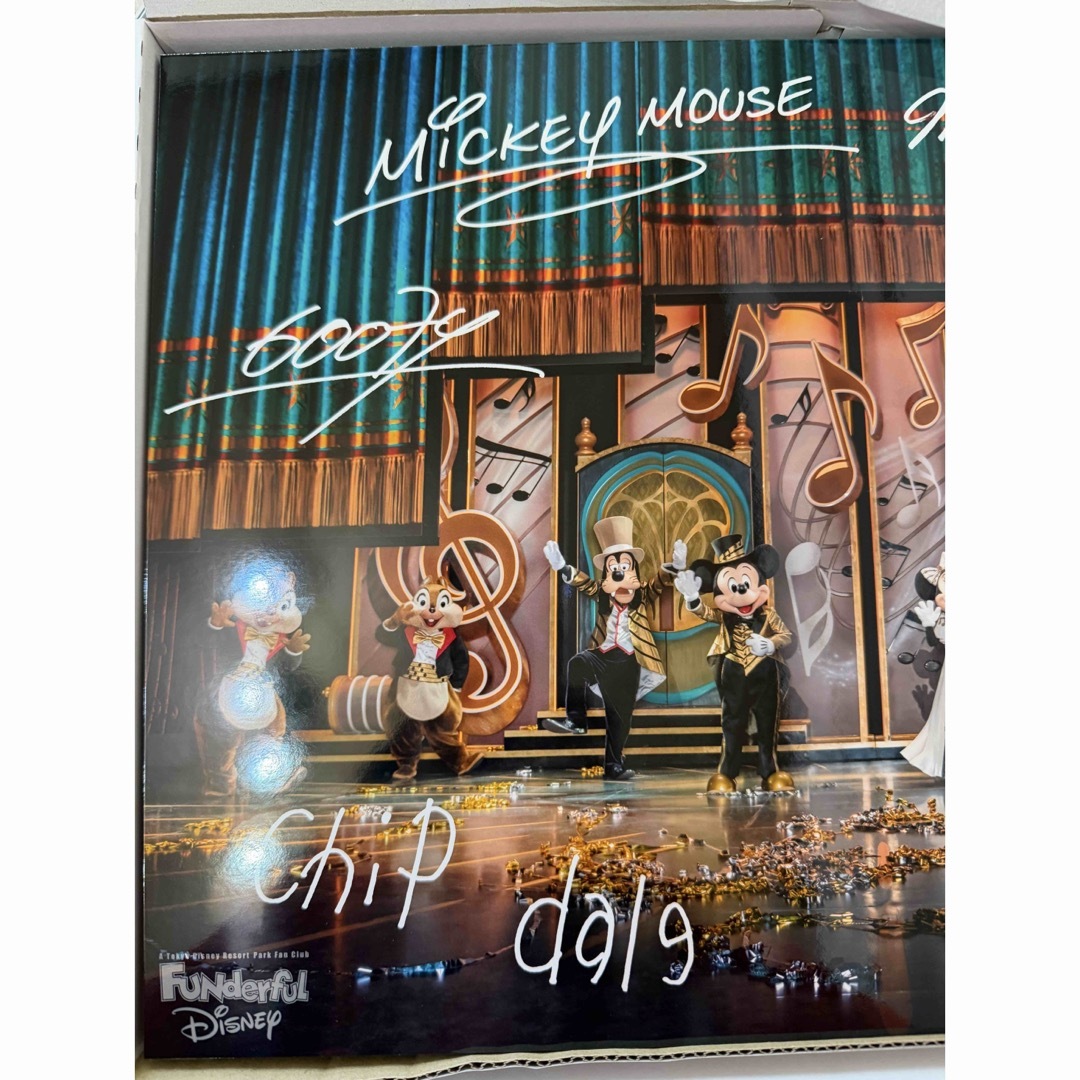 MiCKEY MOUSE
GOOFY
Chip
dale
A Tokyo Disney Resort Park Fan Club
FUNderful
Disney